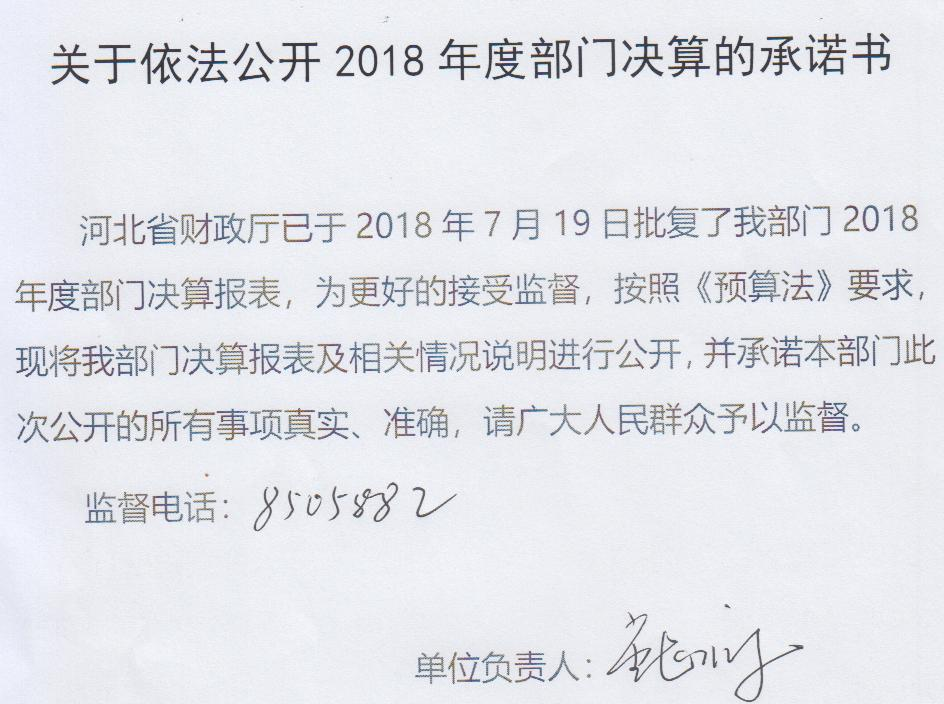 关于依法公开 2018 年度部门决算的承诺书
河北省财政厅已于 2018 年 7 月 19 日批复了我部门 2018
年度部门决算报表，为更好的接受监督，按照《预算法》要求，
现将我部门决算报表及相关情况说明进行公开，并承诺本部门此
次公开的所有事项真实、准确，请广大人民群众予以监督。
监督电话：8505882
单位负责人：